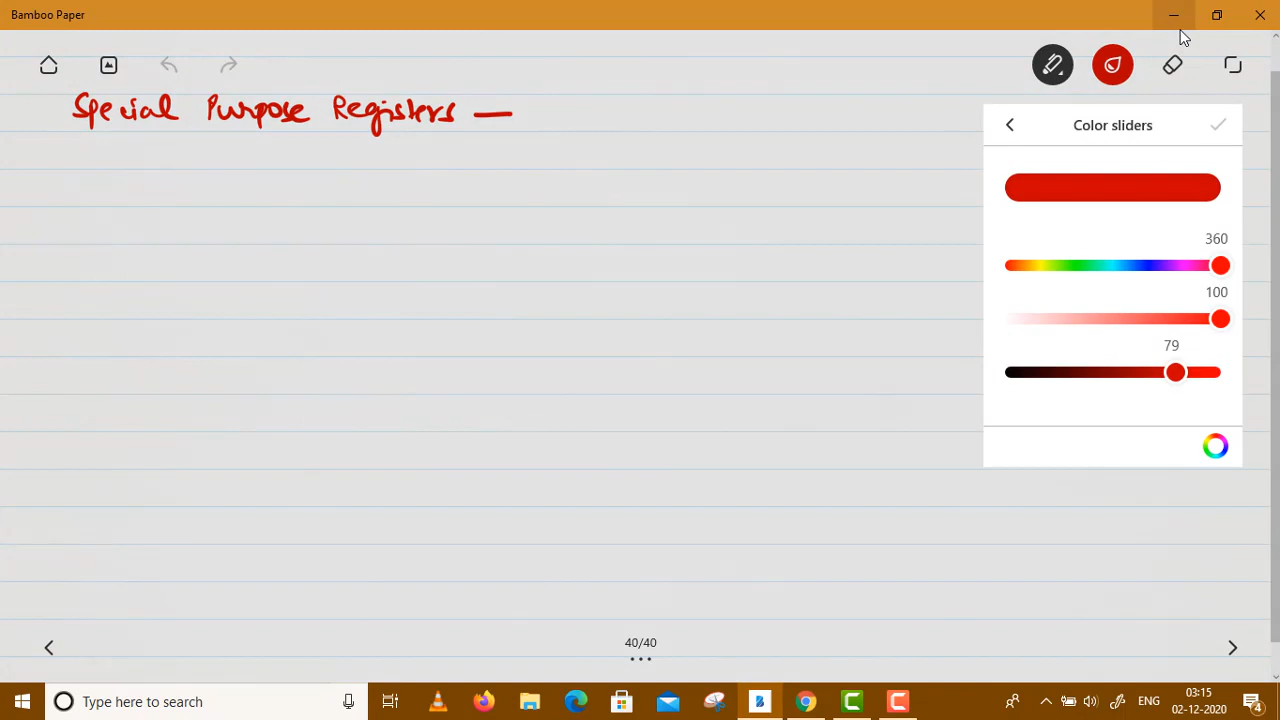 Bamboo Paper
Special Purpose Registers —
Color sliders
360
100
79
40/40
Type here to search
ENG
03:15
02-12-2020
4